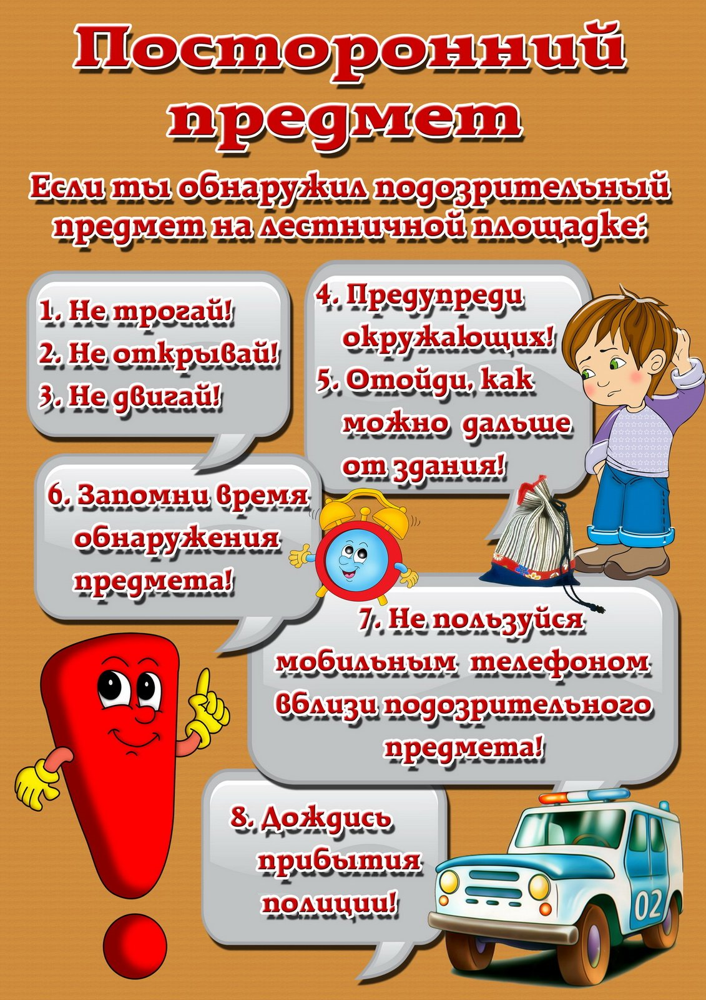 Посторонний
предмет
Если ты обнаружил подозрительный
предмет на лестничной площадке:
1. Не трогай!
2. Не открывай!
3. Не двигай!
4. Предупреди
окружающих!
5. Отойди, как
можно дальше
от здания!
6. Запомни время
обнаружения
предмета!
7. Не пользуйся
мобильным телефоном
вблизи подозрительного
предмета!
8. Дождись
прибытия
полиции!
02